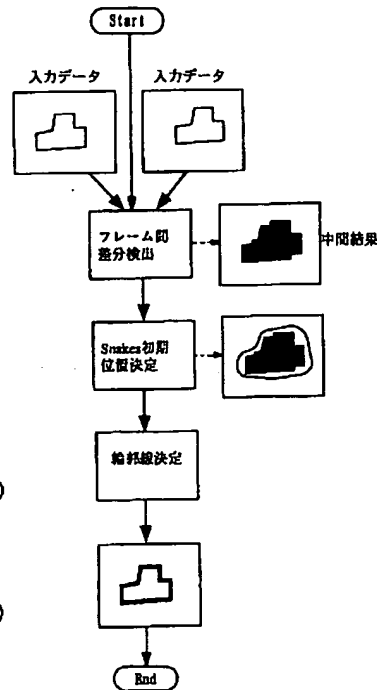 Start
入力データ
入力データ
フレーム間
差分検出
中間結果
Snakes初期
位置決定
輪郭線決定
End